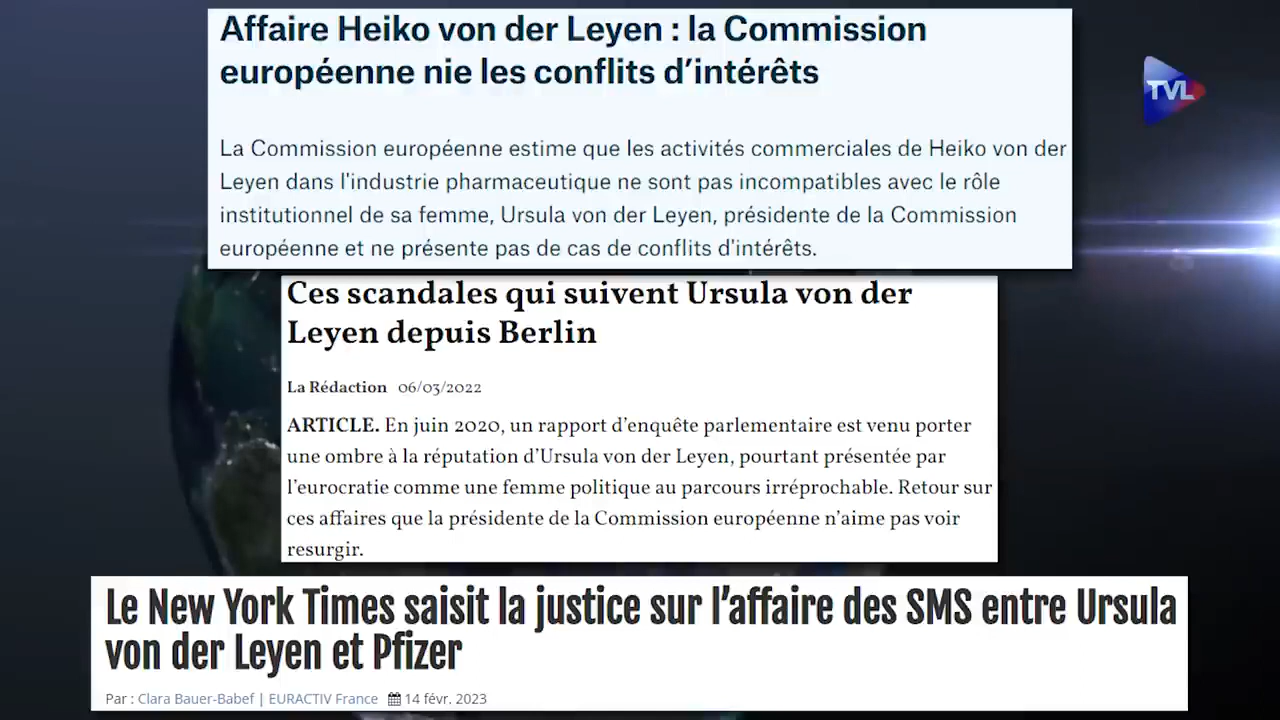 Affaire Heiko von der Leyen : la Commission
européenne nie les conflits d’intérêts
TVL
La Commission européenne estime que les activités commerciales de Heiko von der
Leyen dans l'industrie pharmaceutique ne sont pas incompatibles avec le rôle
institutionnel de sa femme, Ursula von der Leyen, présidente de la Commission
européenne et ne présente pas de cas de conflits d'intérêts.
Ces scandales qui suivent Ursula von der
Leyen depuis Berlin
La Rédaction 06/03/2022
ARTICLE. En juin 2020, un rapport d’enquête parlementaire est venu porter
une ombre à la réputation d’Ursula von der Leyen, pourtant présentée par
l’eurocratie comme une femme politique au parcours irréprochable. Retour sur
ces affaires que la présidente de la Commission européenne n’aime pas voir
resurgir.
Le New York Times saisit la justice sur l’affaire des SMS entre Ursula
von der Leyen et Pfizer
Par : Clara Bauer-Babef | EURACTIV France 14 févr. 2023